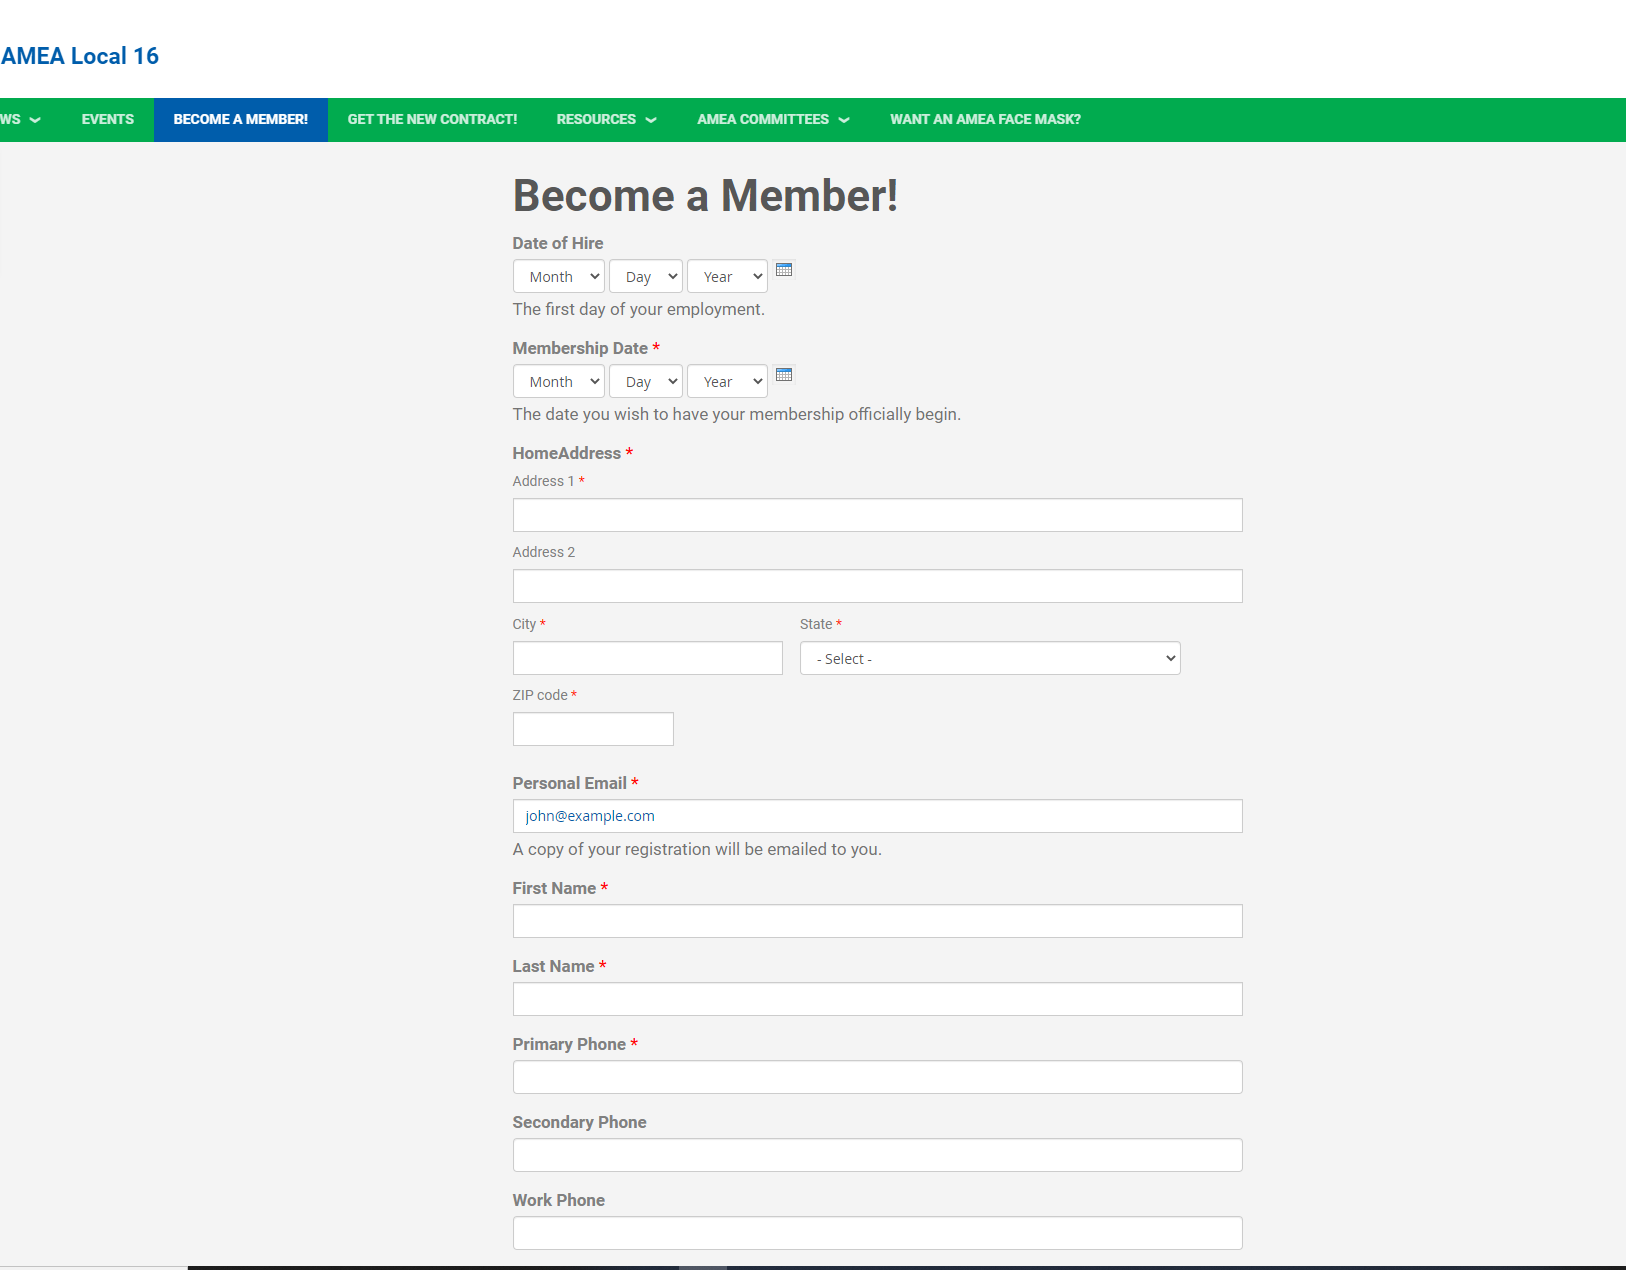 AMEA Local 16
WS EVENTS BECOME A MEMBER! GET THE NEW CONTRACT! RESOURCES AMEA COMMITTEES WANT AN AMEA FACE MASK?
Become a Member!
Date of Hire
Month Day Year
The first day of your employment.
Membership Date *
Month Day Year
The date you wish to have your membership officially begin.
HomeAddress *
Address 1 *
Address 2
City * State *
- Select -
ZIP code *
Personal Email *
john@example.com
A copy of your registration will be emailed to you.
First Name *
Last Name *
Primary Phone *
Secondary Phone
Work Phone